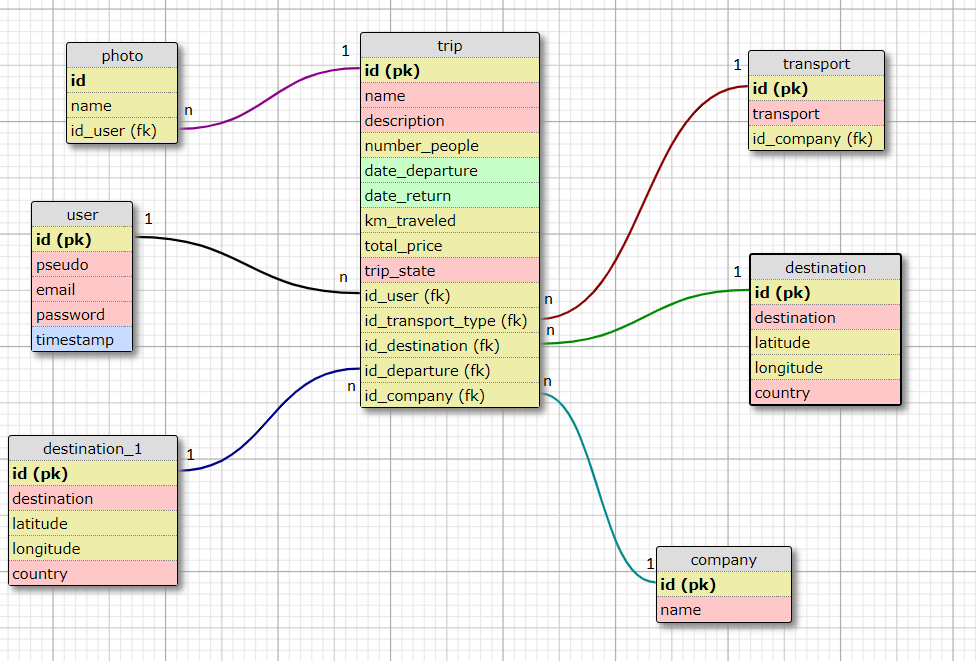 photo
id
name
id_user (fk)
n
1
trip
id (pk)
name
description
number_people
date_departure
date_return
km_traveled
total_price
trip_state
id_user (fk)
id_transport_type (fk)
id_destination (fk)
id_departure (fk)
id_company (fk)
1
transport
id (pk)
transport
id_company (fk)
user
id (pk)
pseudo
email
password
timestamp
1
n
n
n
n
n
1
destination
id (pk)
destination
latitude
longitude
country
destination_1
id (pk)
destination
latitude
longitude
country
1
1
company
id (pk)
name